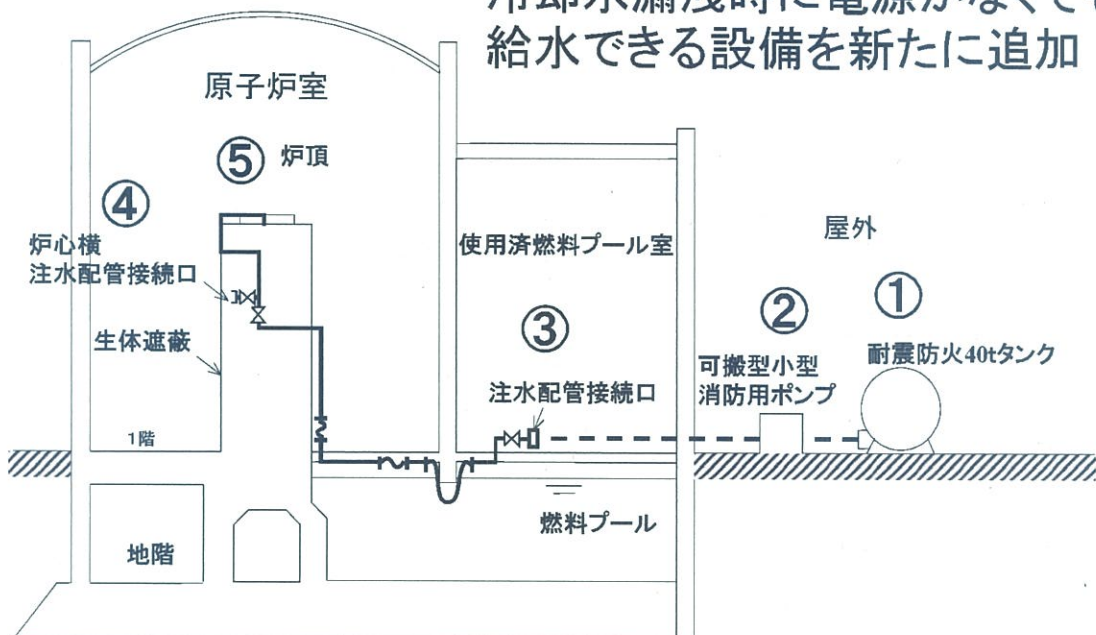 給水できる設備を新たに追加
原子炉室
⑤ 炉頂
④
炉心横
注水配管接続口
生体遮蔽
1階
地階
使用済燃料プール室
③
注水配管接続口
燃料プール
屋外
②
可搬型小型
消防用ポンプ
①
耐震防火40tタンク